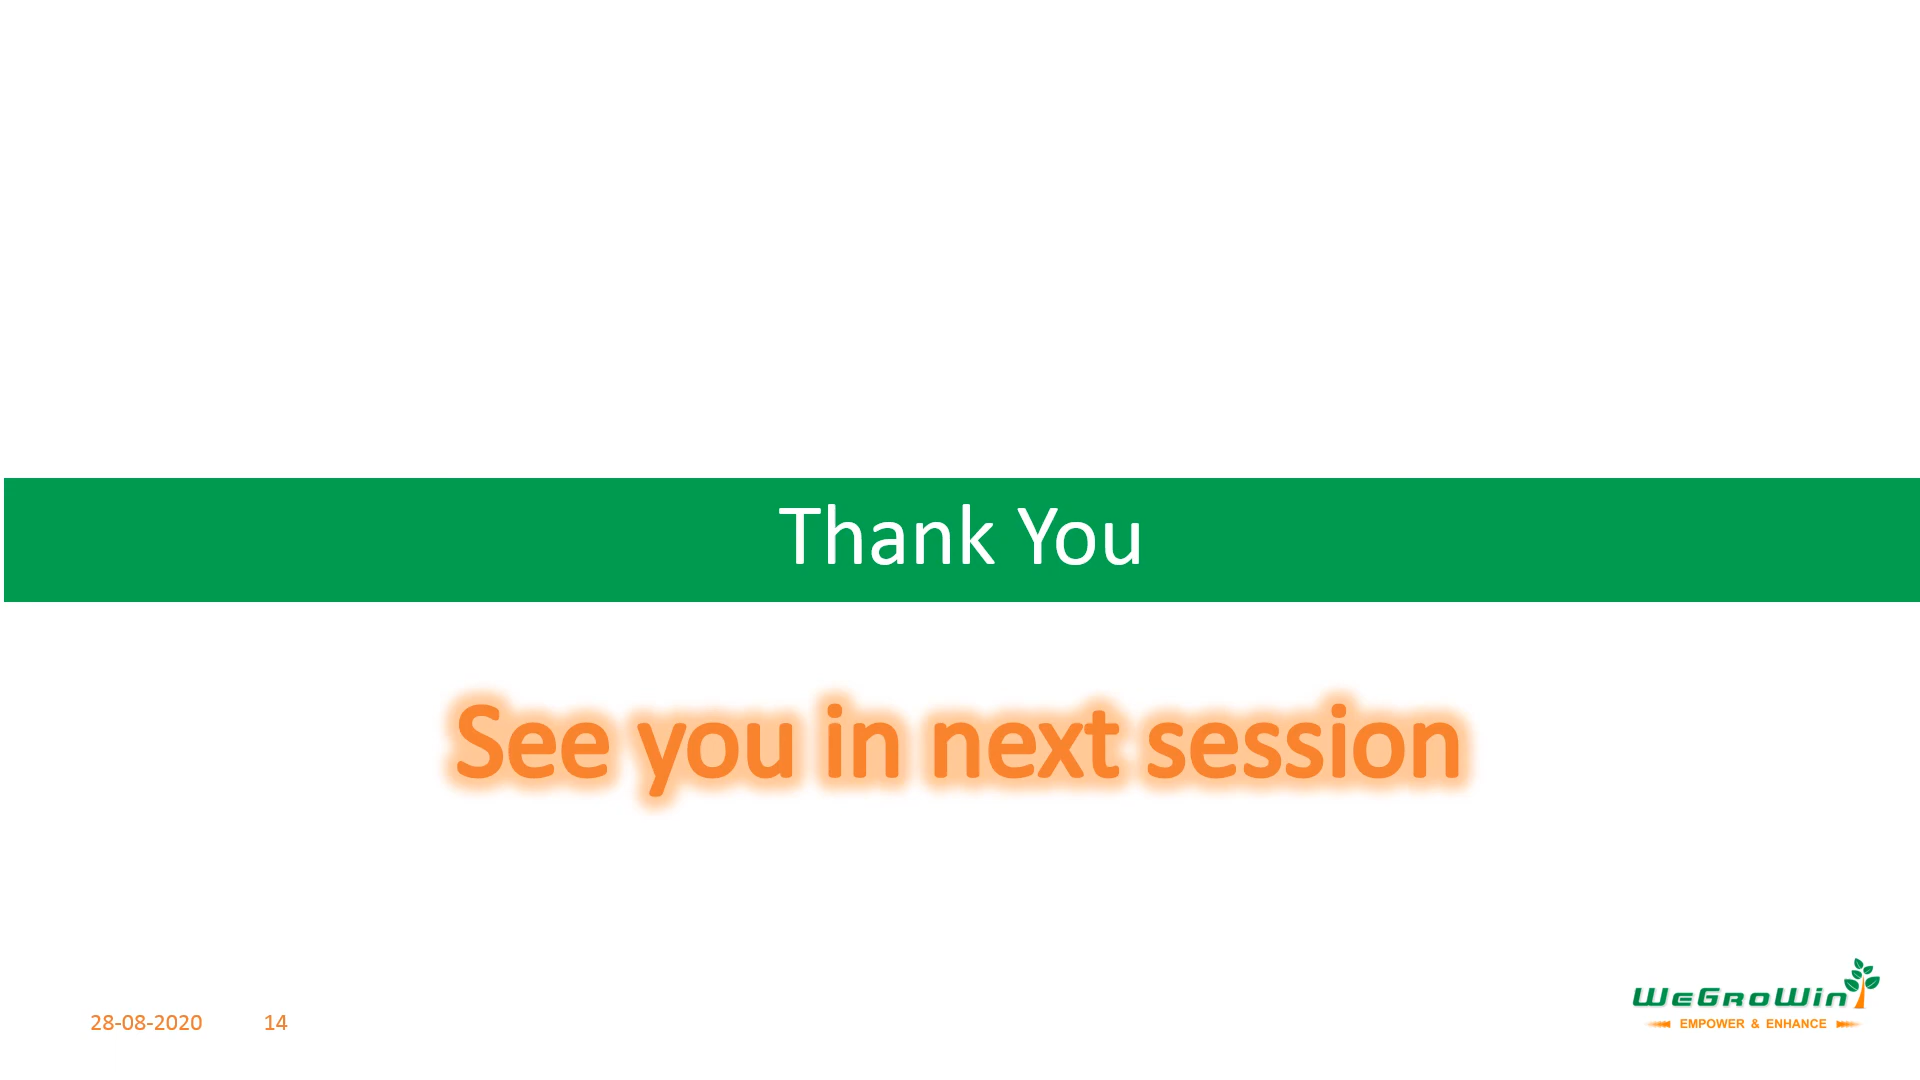 Thank You
See you in next session
28-08-2020 14
WeGroWin
EMPOWER & ENHANCE